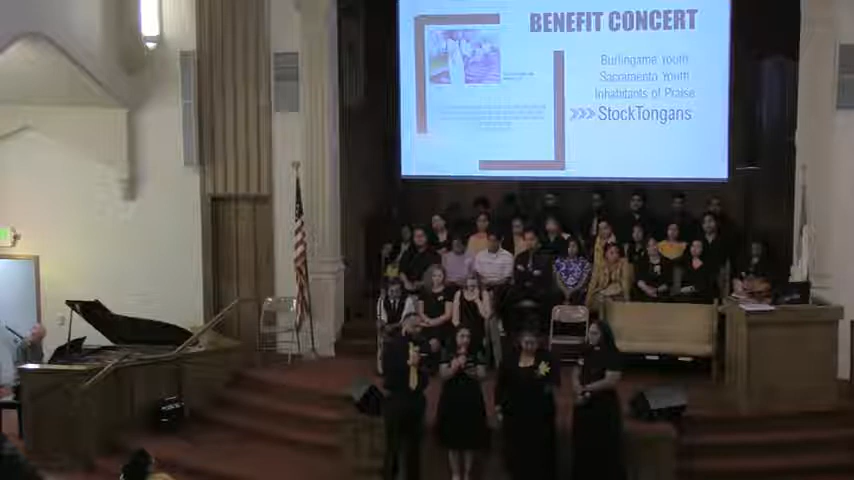 BENEFIT CONCERT
Burlingame Youth
Sacramento Youth
Inhabitants of Praise
StockTongans